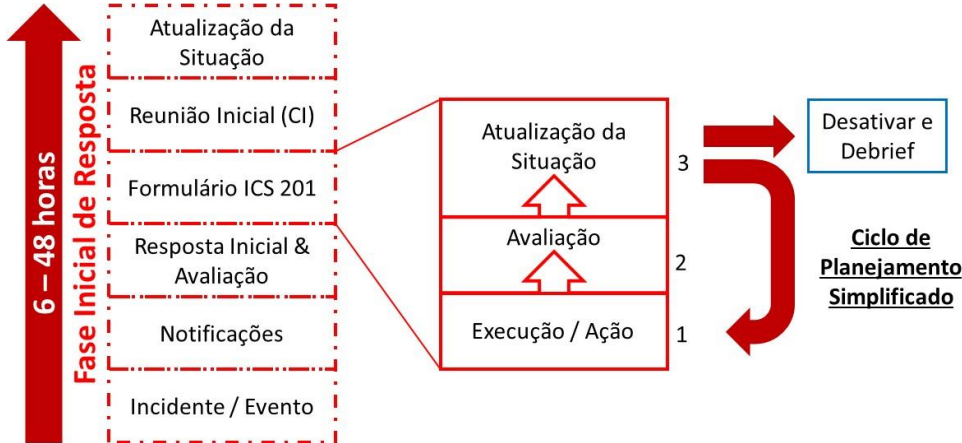 6 – 48 horas
Fase Inicial de Resposta
Atualização da
Situação
Reunião Inicial (CI)
Formulário ICS 201
Resposta Inicial &
Avaliação
Notificações
Incidente / Evento
Atualização da
Situação
3
Avaliação
2
Execução / Ação
1
Desativar e
Debrief
Ciclo de
Planejamento
Simplificado